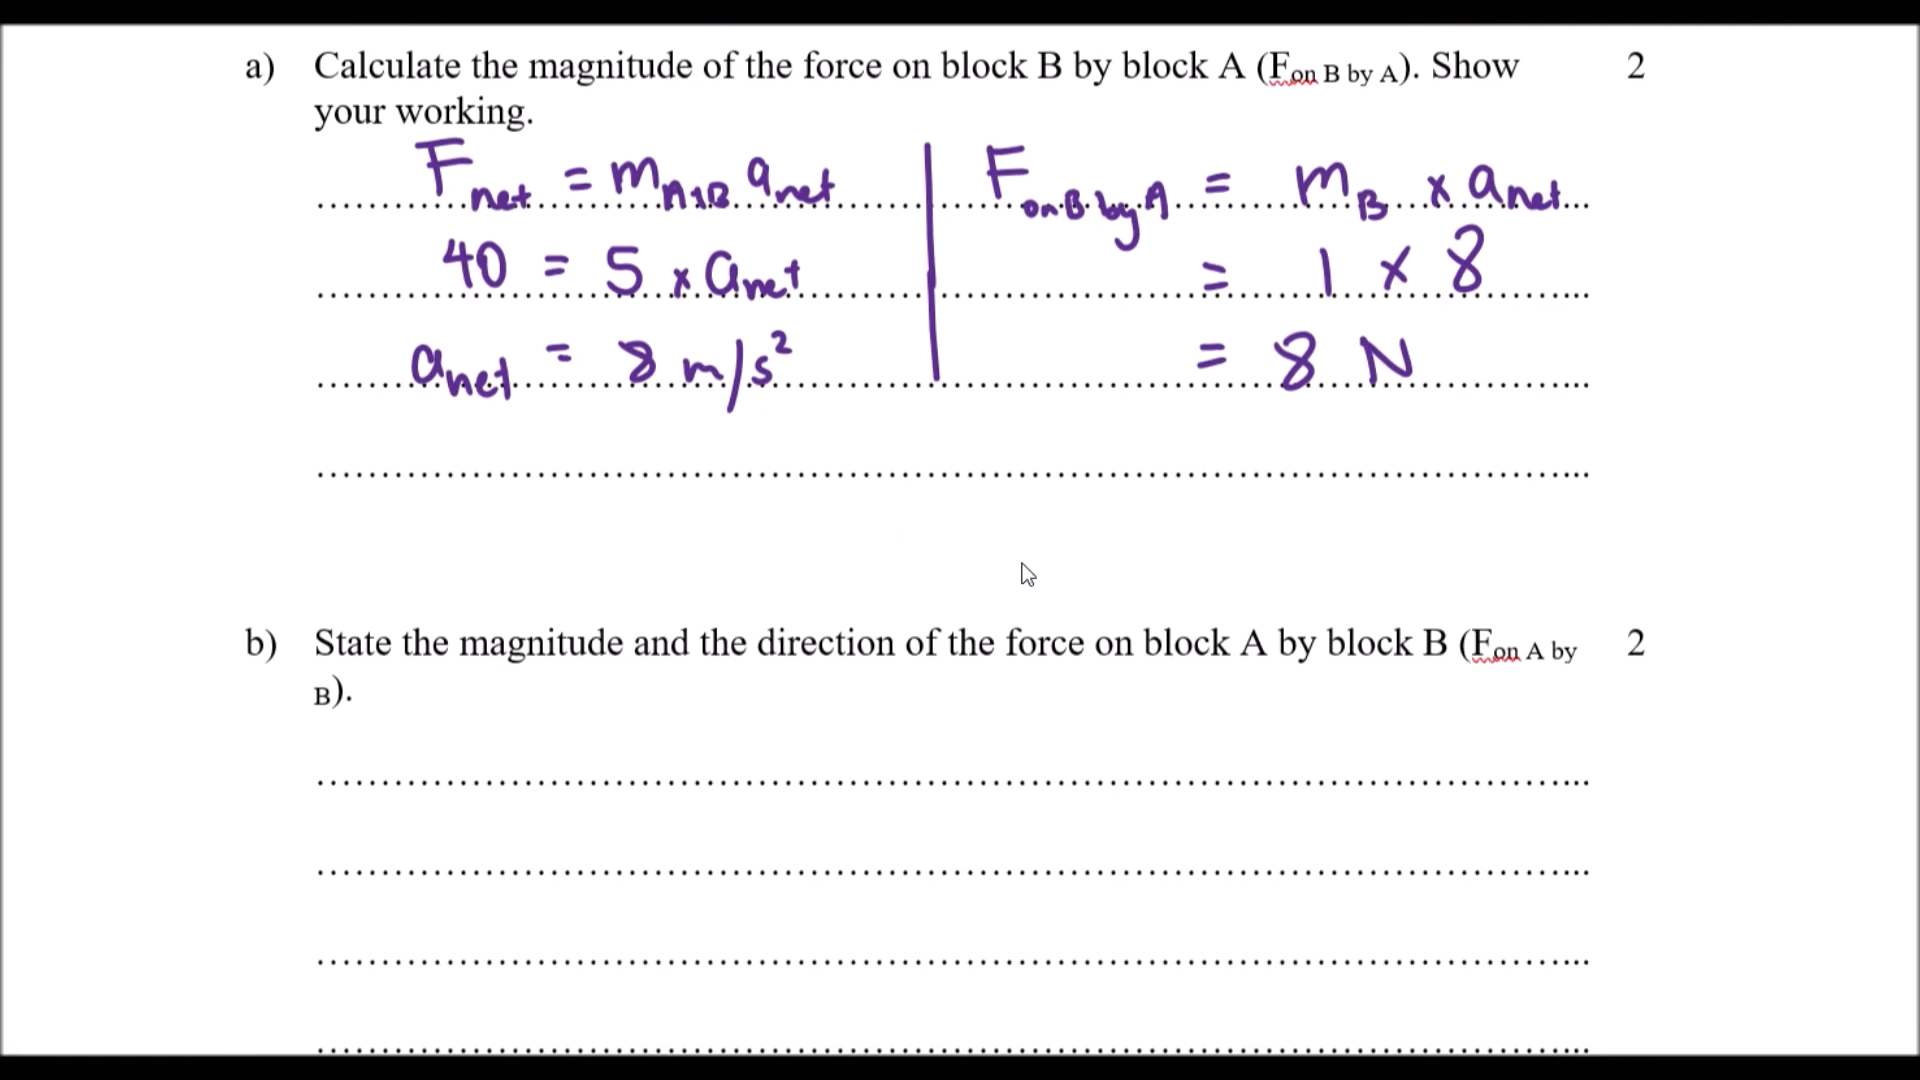 a) Calculate the magnitude of the force on block B by block A (Fon B by A). Show 2
your working.
Fnet = mA+B anet | Fon B by A = mB x anet
40 = 5 x anet | = 1 x 8
anet = 8 m/s² | = 8 N
b) State the magnitude and the direction of the force on block A by block B (Fon A by 2
B).